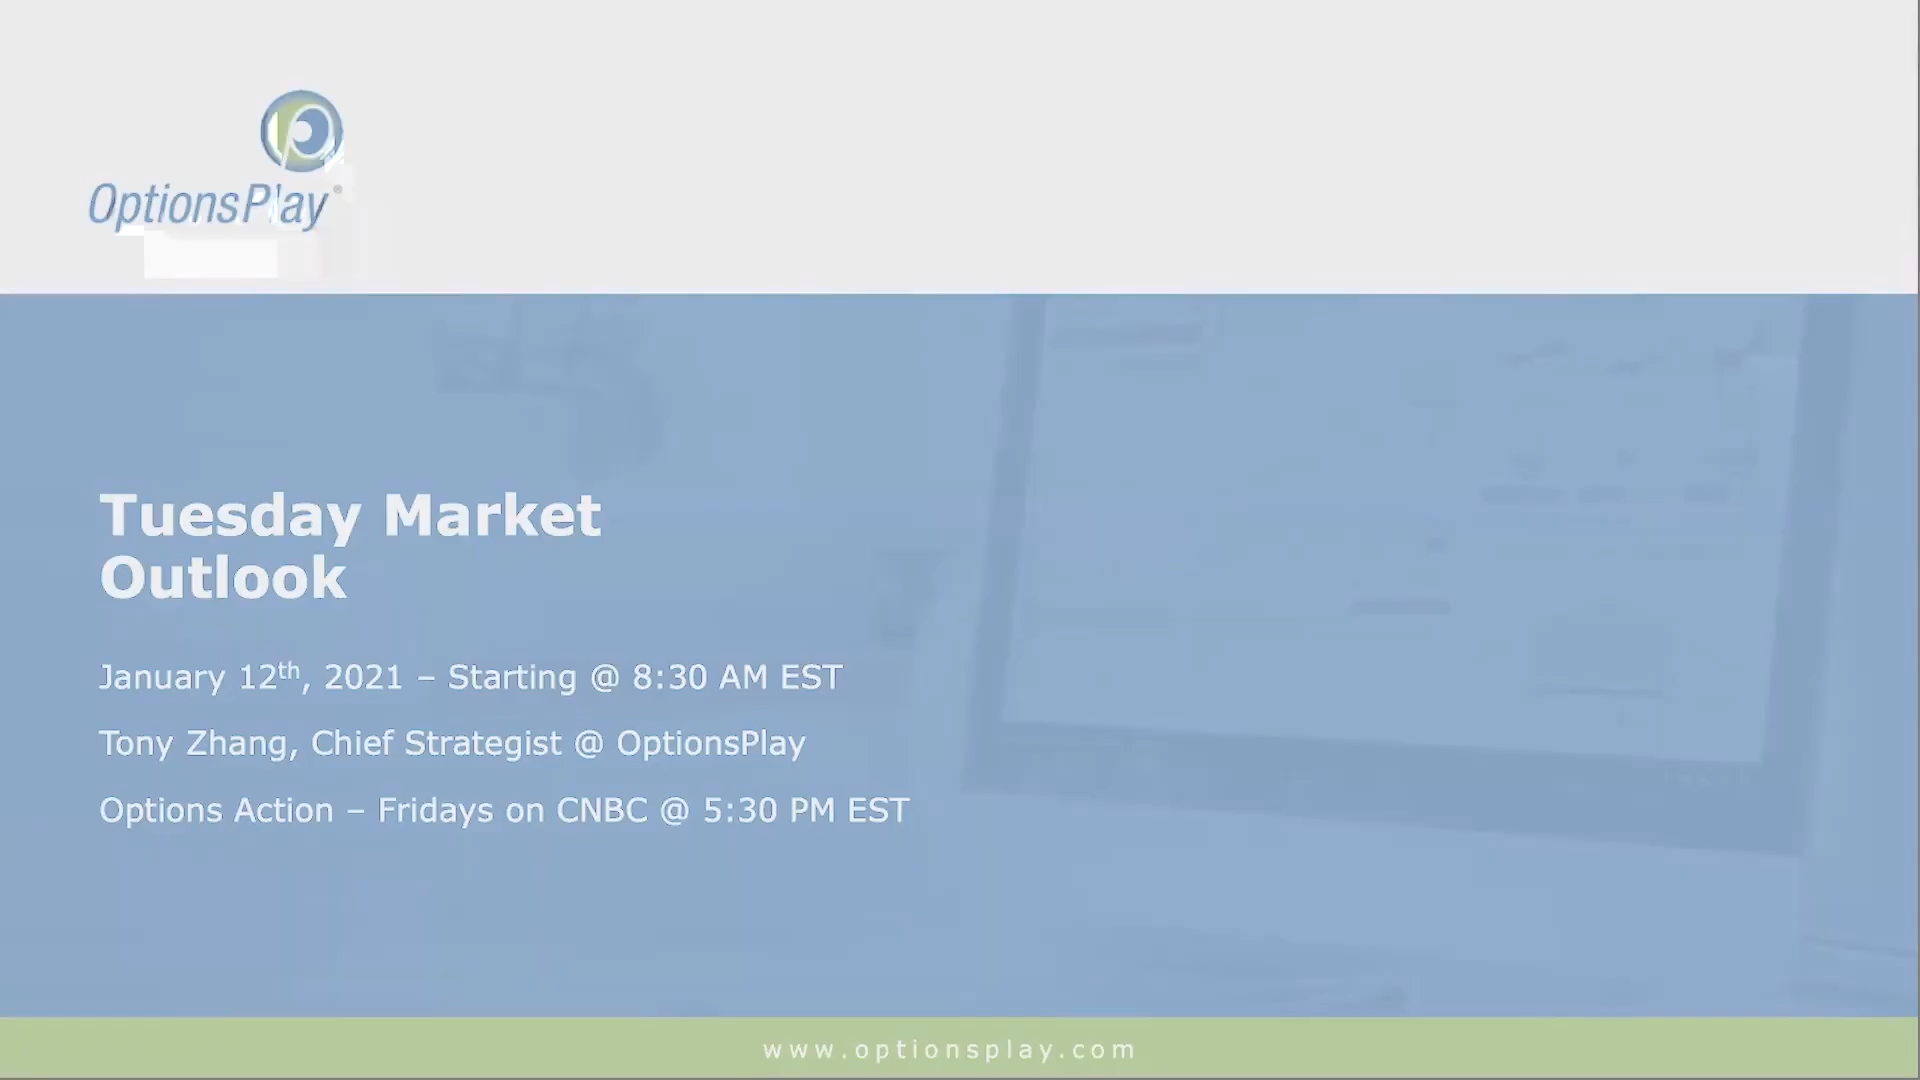 OptionsPlay®
Tuesday Market
Outlook
January 12th, 2021 – Starting @ 8:30 AM EST
Tony Zhang, Chief Strategist @ OptionsPlay
Options Action – Fridays on CNBC @ 5:30 PM EST
www.optionsplay.com